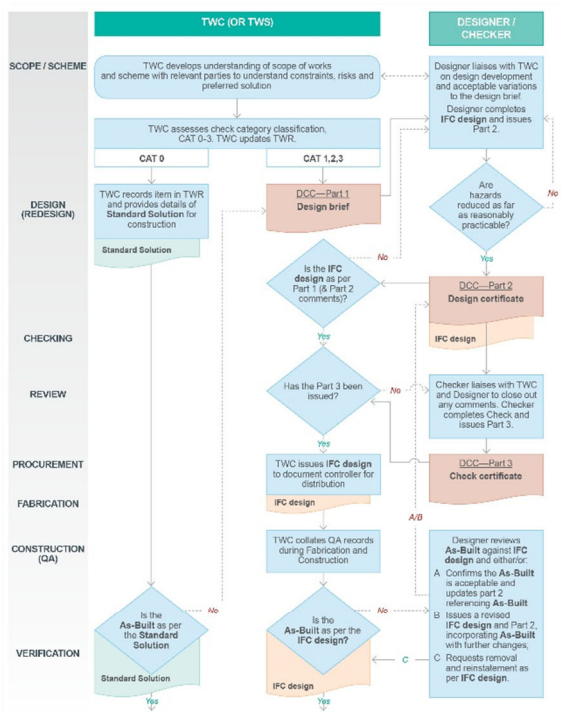 TWC (OR TWS)
DESIGNER /
CHECKER
SCOPE / SCHEME
TWC develops understanding of scope of works
and scheme with relevant parties to understand constraints, risks and
preferred solution
Designer liaises with TWC
on design development
and acceptable variations
to the design brief.
Designer completes
IFC design and issues
Part 2.
TWC assesses check category classification,
CAT 0-3. TWC updates TWR.
CAT 0
CAT 1,2,3
DESIGN
(REDESIGN)
TWC records item in TWR
and provides details of
Standard Solution for
construction
Standard Solution
DCC—Part 1
Design brief
Are
hazards
reduced as far
as reasonably
practicable?
No
Yes
Is the IFC
design as per
Part 1 (& Part 2
comments)?
No
Yes
DCC—Part 2
Design certificate
IFC design
CHECKING
REVIEW
Has the Part 3 been
issued?
No
Yes
Checker liaises with TWC
and Designer to close out
any comments. Checker
completes Check and
issues Part 3.
PROCUREMENT
TWC issues IFC design
to document controller for
distribution
IFC design
DCC—Part 3
Check certificate
FABRICATION
A/B
CONSTRUCTION
(QA)
TWC collates QA records
during Fabrication and
Construction
Designer reviews
As-Built against IFC
design and either/or:
A Confirms the As-Built
is acceptable and
updates part 2
referencing As-Built
B Issues a revised
IFC design and Part 2,
incorporating As-Built
with further changes;
C Requests removal
and reinstatement as
per IFC design.
VERIFICATION
Is the
As-Built as per
the Standard
Solution
No
Standard Solution
Yes
Is the
As-Built as per the
IFC design?
No
C
IFC design
Yes